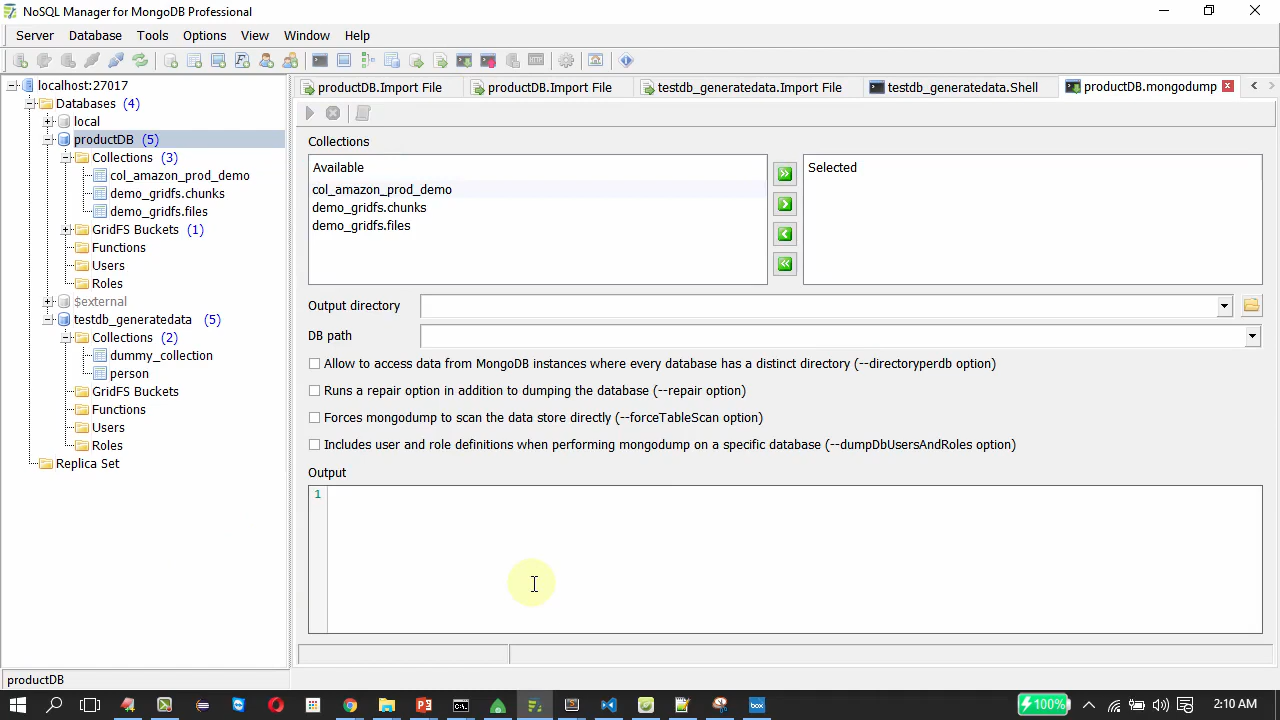 NoSQL Manager for MongoDB Professional
Server Database Tools Options View Window Help
localhost:27017
Databases (4)
local
productDB (5)
Collections (3)
col_amazon_prod_demo
demo_gridfs.chunks
demo_gridfs.files
GridFS Buckets (1)
Functions
Users
Roles
$external
testdb_generatedata (5)
Collections (2)
dummy_collection
person
GridFS Buckets
Functions
Users
Roles
Replica Set
productDB.Import File productDB.Import File testdb_generatedata.Import File testdb_generatedata.Shell productDB.mongodump
Collections
Available
col_amazon_prod_demo
demo_gridfs.chunks
demo_gridfs.files
Selected
Output directory
DB path
Allow to access data from MongoDB instances where every database has a distinct directory (--directoryperdb option)
Runs a repair option in addition to dumping the database (--repair option)
Forces mongodump to scan the data store directly (--forceTableScan option)
Includes user and role definitions when performing mongodump on a specific database (--dumpDbUsersAndRoles option)
Output
1
productDB
box
100%
2:10 AM